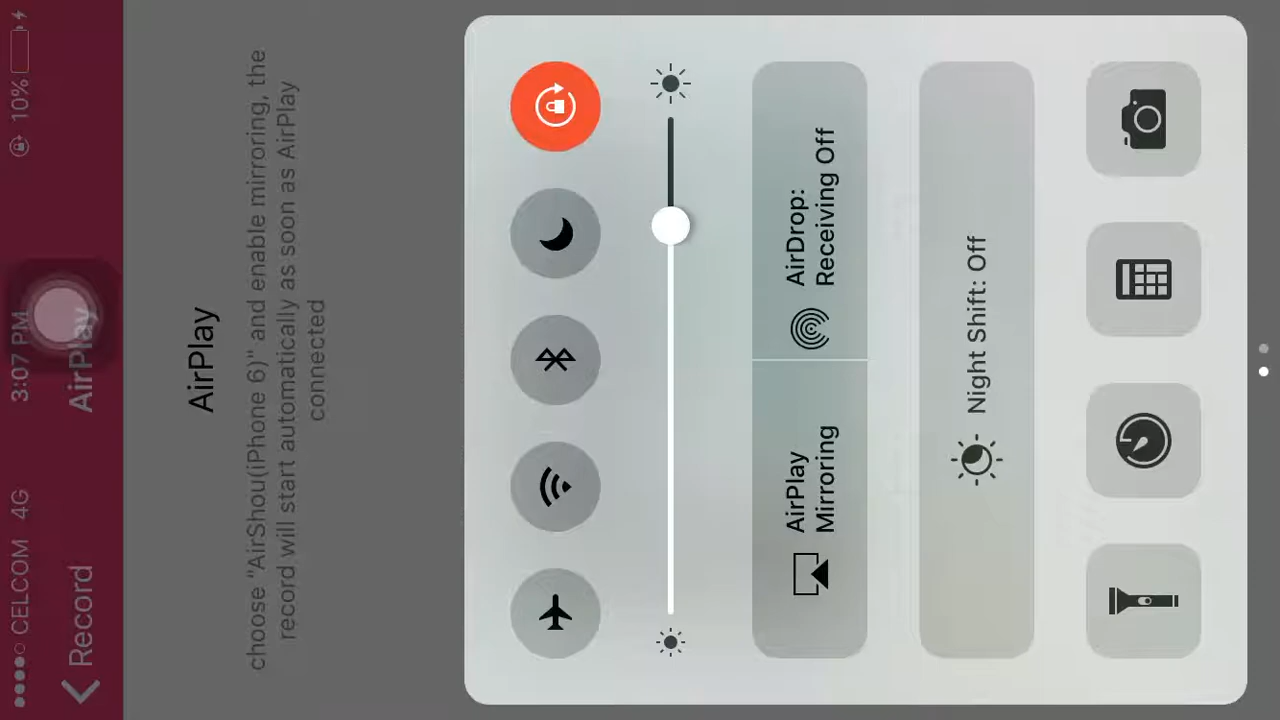 CELCOM 4G 3:07 PM 10%
Record AirPlay
AirPlay
choose "AirShou(iPhone 6)" and enable mirroring, the
record will start automatically as soon as AirPlay
connected
AirPlay
Mirroring
AirDrop:
Receiving Off
Night Shift: Off